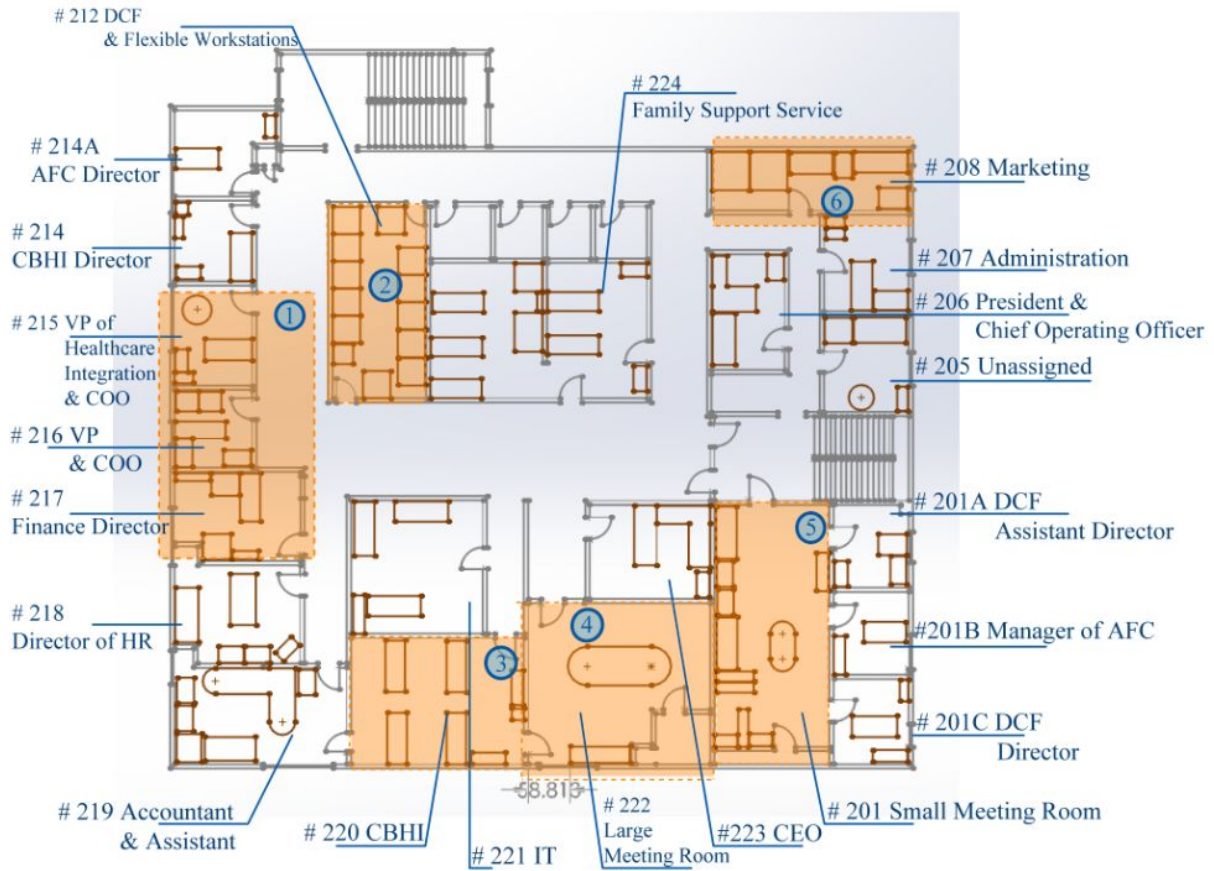 # 212 DCF
& Flexible Workstations
# 224
Family Support Service
# 214A
AFC Director
# 208 Marketing
6
# 214
CBHI Director
# 207 Administration
2
1
# 206 President &
Chief Operating Officer
# 215 VP of
Healthcare
Integration
& COO
# 205 Unassigned
# 216 VP
& COO
# 217
Finance Director
# 201A DCF
Assistant Director
5
# 218
Director of HR
4
#201B Manager of AFC
3
# 201C DCF
Director
58.813
# 219 Accountant
& Assistant
# 220 CBHI
# 221 IT
# 222
Large
Meeting Room
#223 CEO
# 201 Small Meeting Room